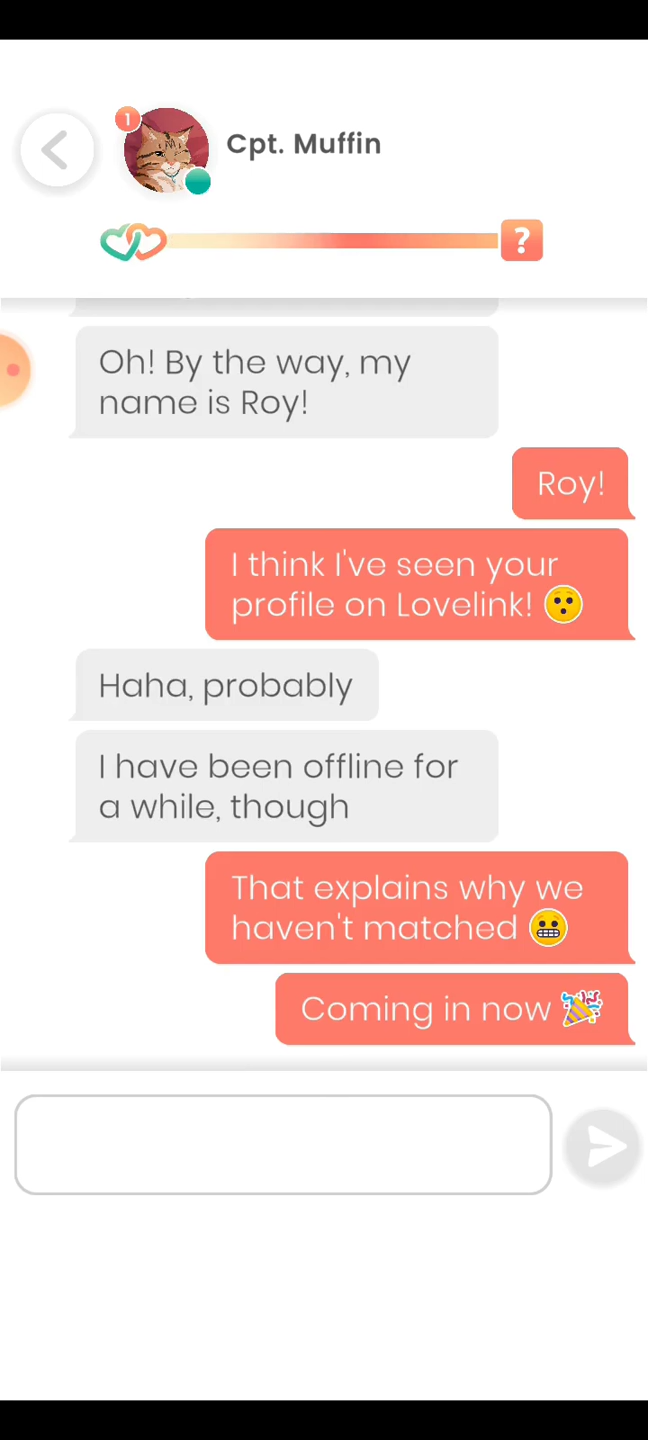 1
Cpt. Muffin
?
Oh! By the way, my
name is Roy!
Roy!
I think I've seen your
profile on Lovelink! 😯
Haha, probably
I have been offline for
a while, though
That explains why we
haven't matched 😬
Coming in now 🎉